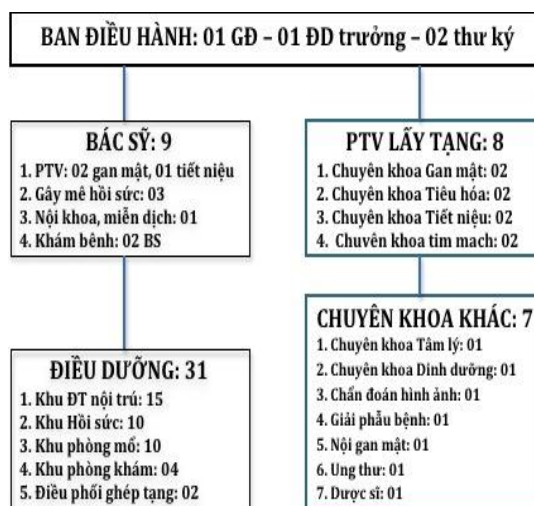 BAN ĐIỀU HÀNH: 01 GĐ – 01 ĐD trưởng – 02 thư ký
BÁC SỸ: 9
1. PTV: 02 gan mật, 01 tiết niệu
2. Gây mê hồi sức: 03
3. Nội khoa, miễn dịch: 01
4. Khám bênh: 02 BS
PTV LẤY TẠNG: 8
1. Chuyên khoa Gan mật: 02
2. Chuyên khoa Tiêu hóa: 02
3. Chuyên khoa Tiết niệu: 02
4. Chuyên khoa tim mach: 02
ĐIỀU DƯỠNG: 31
1. Khu ĐT nội trú: 15
2. Khu Hồi sức: 10
3. Khu phòng mổ: 10
4. Khu phòng khám: 04
5. Điều phối ghép tạng: 02
CHUYÊN KHOA KHÁC: 7
1. Chuyên khoa Tâm lý: 01
2. Chuyên khoa Dinh dưỡng: 01
3. Chẩn đoán hình ảnh: 01
4. Giải phẫu bệnh: 01
5. Nội gan mật: 01
6. Ung thư: 01
7. Dược sĩ: 01